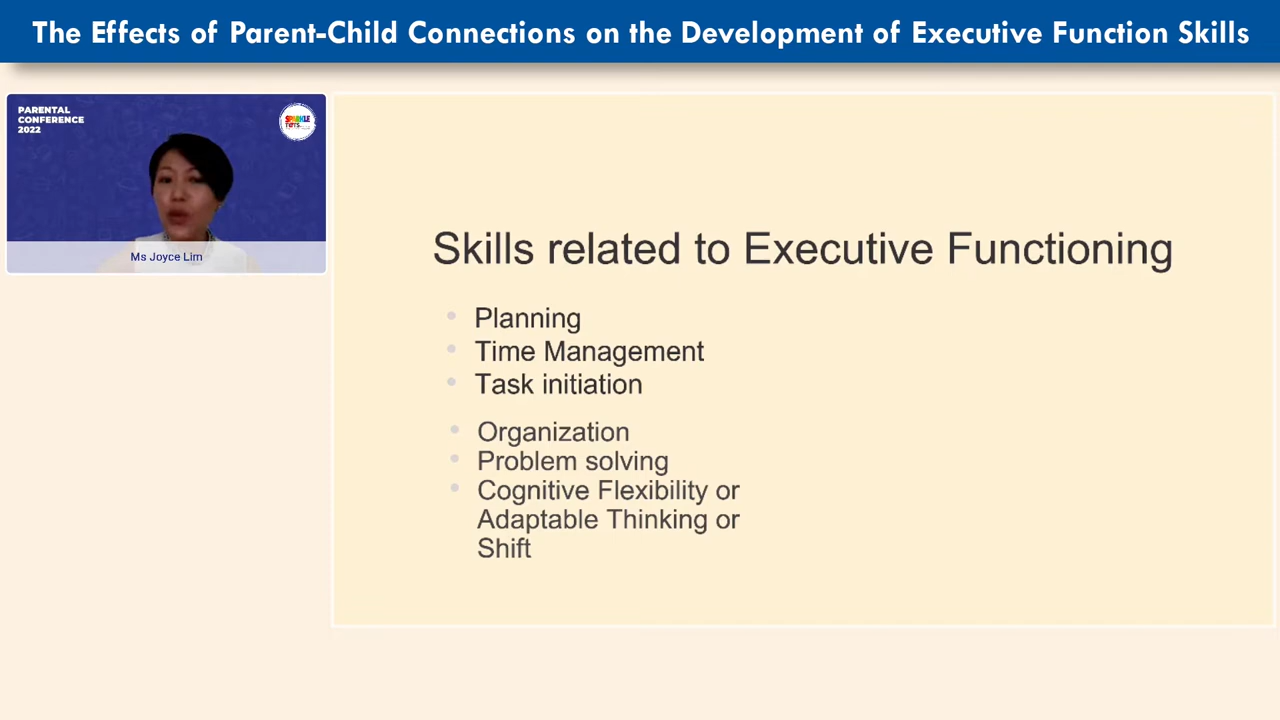 The Effects of Parent-Child Connections on the Development of Executive Function Skills
PARENTAL
CONFERENCE
2022
SPARKLE
TOTS
Ms Joyce Lim
Skills related to Executive Functioning
Planning
Time Management
Task initiation
Organization
Problem solving
Cognitive Flexibility or
Adaptable Thinking or
Shift